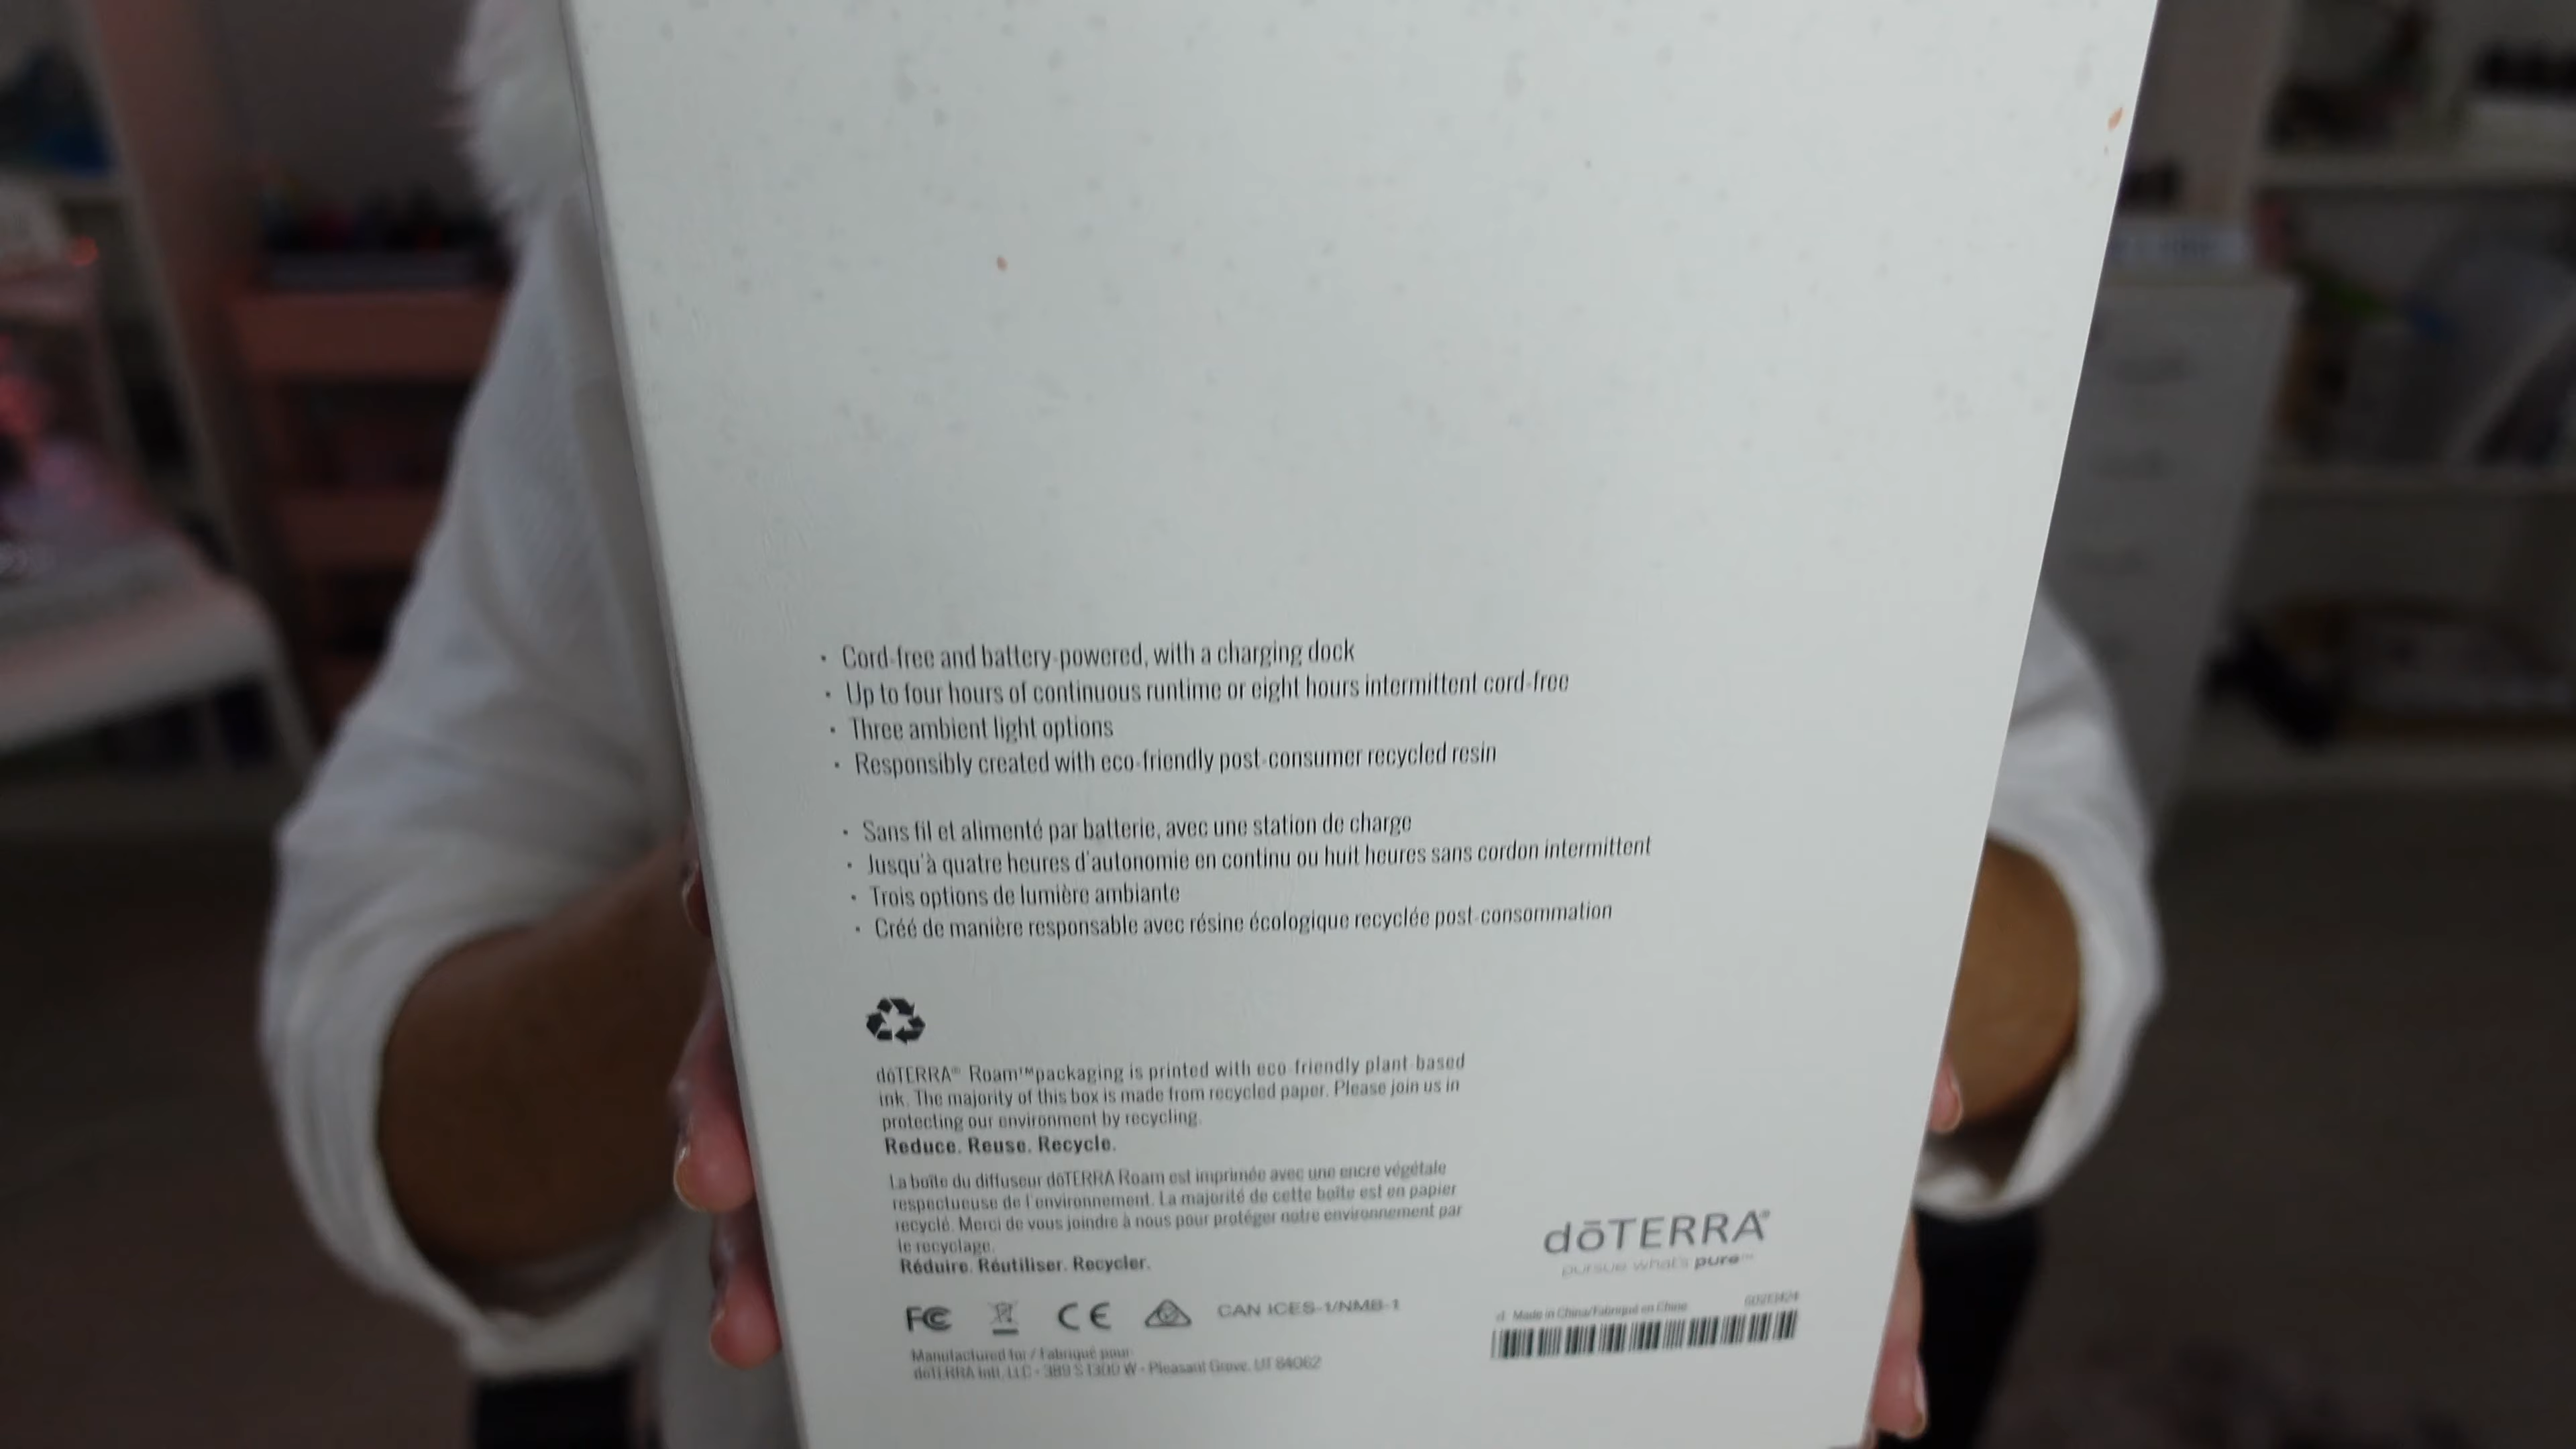 · Cord-free and battery-powered, with a charging dock
· Up to four hours of continuous runtime or eight hours intermittent cord-free
· Three ambient light options
· Responsibly created with eco-friendly post-consumer recycled resin
· Sans fil et alimenté par batterie, avec une station de charge
· Jusqu'à quatre heures d'autonomie en continu ou huit heures sans cordon intermittent
· Trois options de lumière ambiante
· Créé de manière responsable avec résine écologique recyclée post-consommation
dōTERRA® Roam™packaging is printed with eco-friendly plant-based
ink. The majority of this box is made from recycled paper. Please join us in
protecting our environment by recycling.
Reduce. Reuse. Recycle.
La boîte du diffuseur dōTERRA Roam est imprimée avec une encre végétale
respectueuse de l'environnement. La majorité de cette boîte est en papier
recyclé. Merci de vous joindre à nous pour protéger notre environnement par
le recyclage.
Réduire. Réutiliser. Recycler.
dōTERRA®
pursue what's pure™
FC CE CAN ICES-1/NMB-1
Made in China/Fabriqué en Chine
Manufactured for / Fabriqué pour:
dōTERRA Intl, LLC - 389 S 1300 W - Pleasant Grove, UT 84062